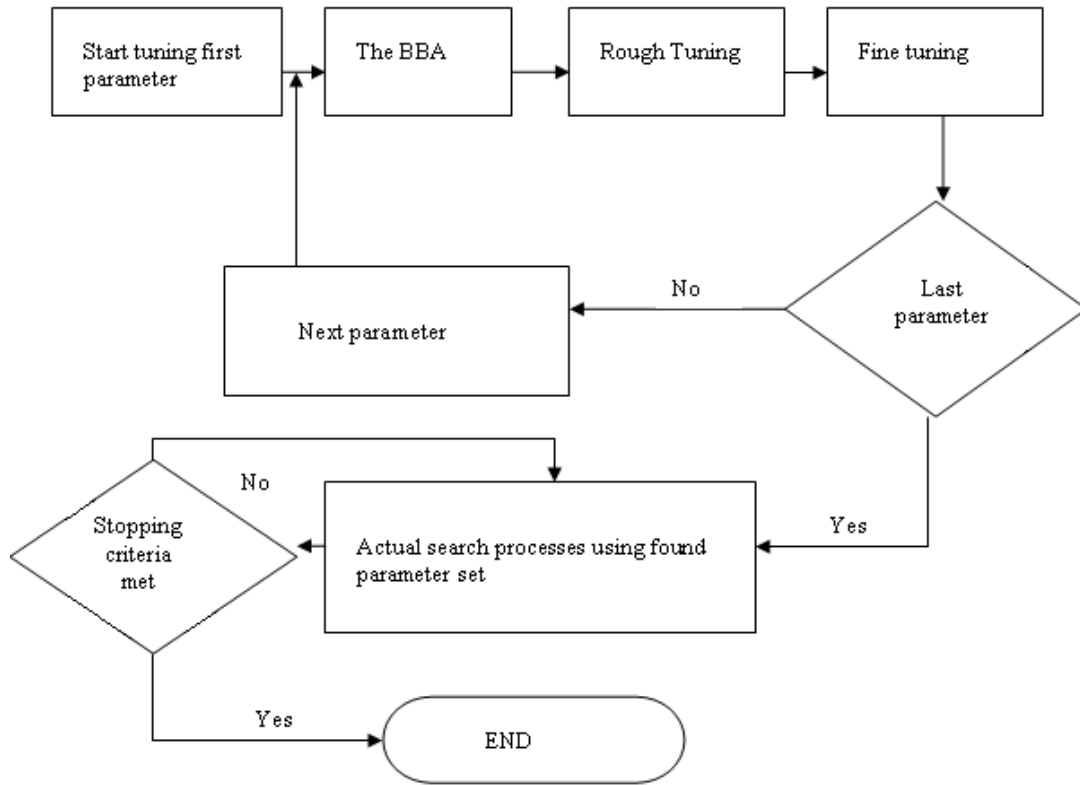 Start tuning first
parameter
The BBA
Rough Tuning
Fine tuning
Last
parameter
No
Next parameter
Yes
Actual search processes using found
parameter set
No
Stopping
criteria
met
Yes
END